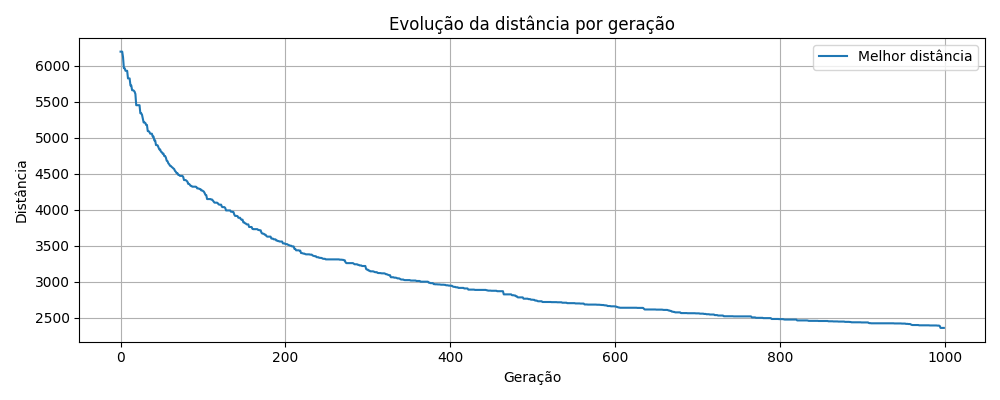 Evolução da distância por geração
Melhor distância
Distância
6000
5500
5000
4500
4000
3500
3000
2500
0 200 400 600 800 1000
Geração